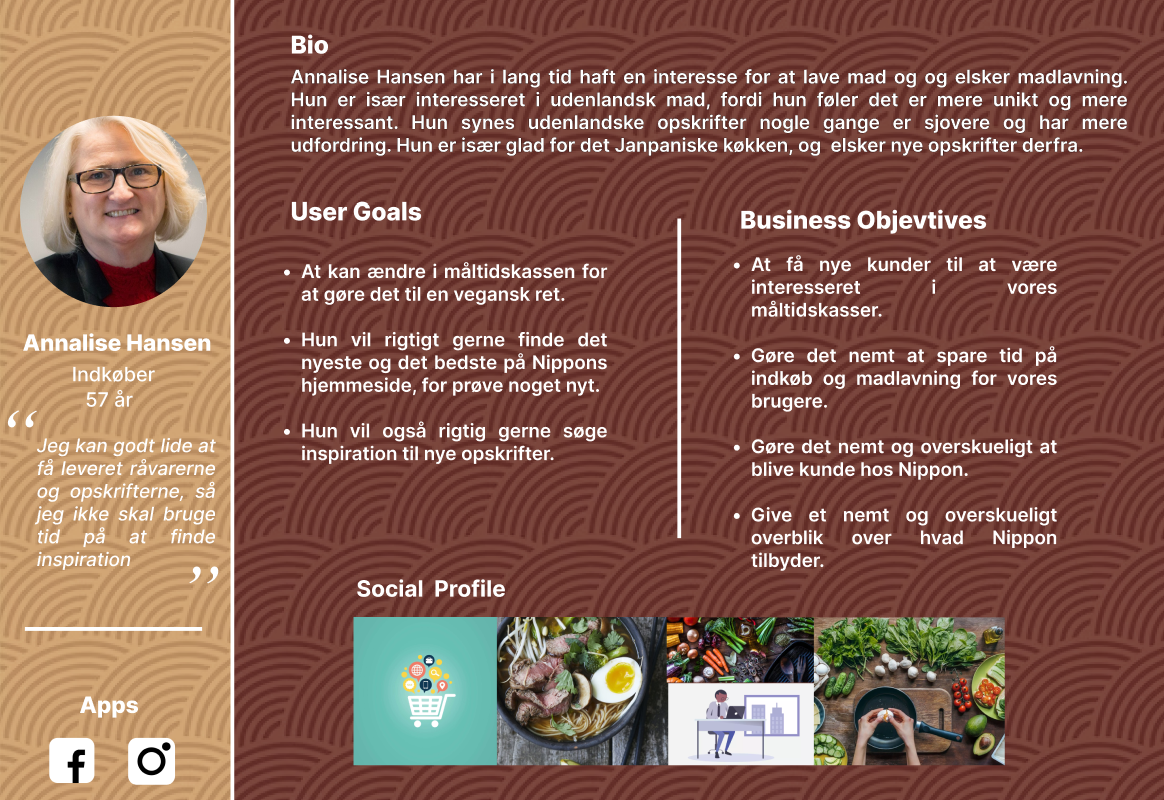 Annalise Hansen
Indkøber
57 år
“
Jeg kan godt lide at
få leveret råvarerne
og opskrifterne, så
jeg ikke skal bruge
tid på at finde
inspiration
”
Apps
Bio
Annalise Hansen har i lang tid haft en interesse for at lave mad og og elsker madlavning.
Hun er især interesseret i udenlandsk mad, fordi hun føler det er mere unikt og mere
interessant. Hun synes udenlandske opskrifter nogle gange er sjovere og har mere
udfordring. Hun er især glad for det Janpaniske køkken, og elsker nye opskrifter derfra.
User Goals
• At kan ændre i måltidskassen for
at gøre det til en vegansk ret.
• Hun vil rigtigt gerne finde det
nyeste og det bedste på Nippons
hjemmeside, for prøve noget nyt.
• Hun vil også rigtig gerne søge
inspiration til nye opskrifter.
Business Objevtives
• At få nye kunder til at være
interesseret i vores
måltidskasser.
• Gøre det nemt at spare tid på
indkøb og madlavning for vores
brugere.
• Gøre det nemt og overskueligt at
blive kunde hos Nippon.
• Give et nemt og overskueligt
overblik over hvad Nippon
tilbyder.
Social Profile